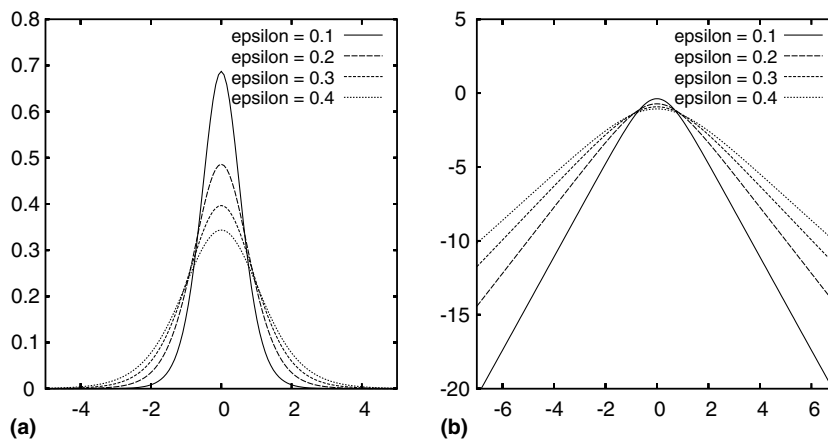 0.8
0.7
0.6
0.5
0.4
0.3
0.2
0.1
0
-4
-2
0
2
4
epsilon = 0.1
epsilon = 0.2
epsilon = 0.3
epsilon = 0.4
(a)
5
0
-5
-10
-15
-20
-6
-4
-2
0
2
4
6
epsilon = 0.1
epsilon = 0.2
epsilon = 0.3
epsilon = 0.4
(b)